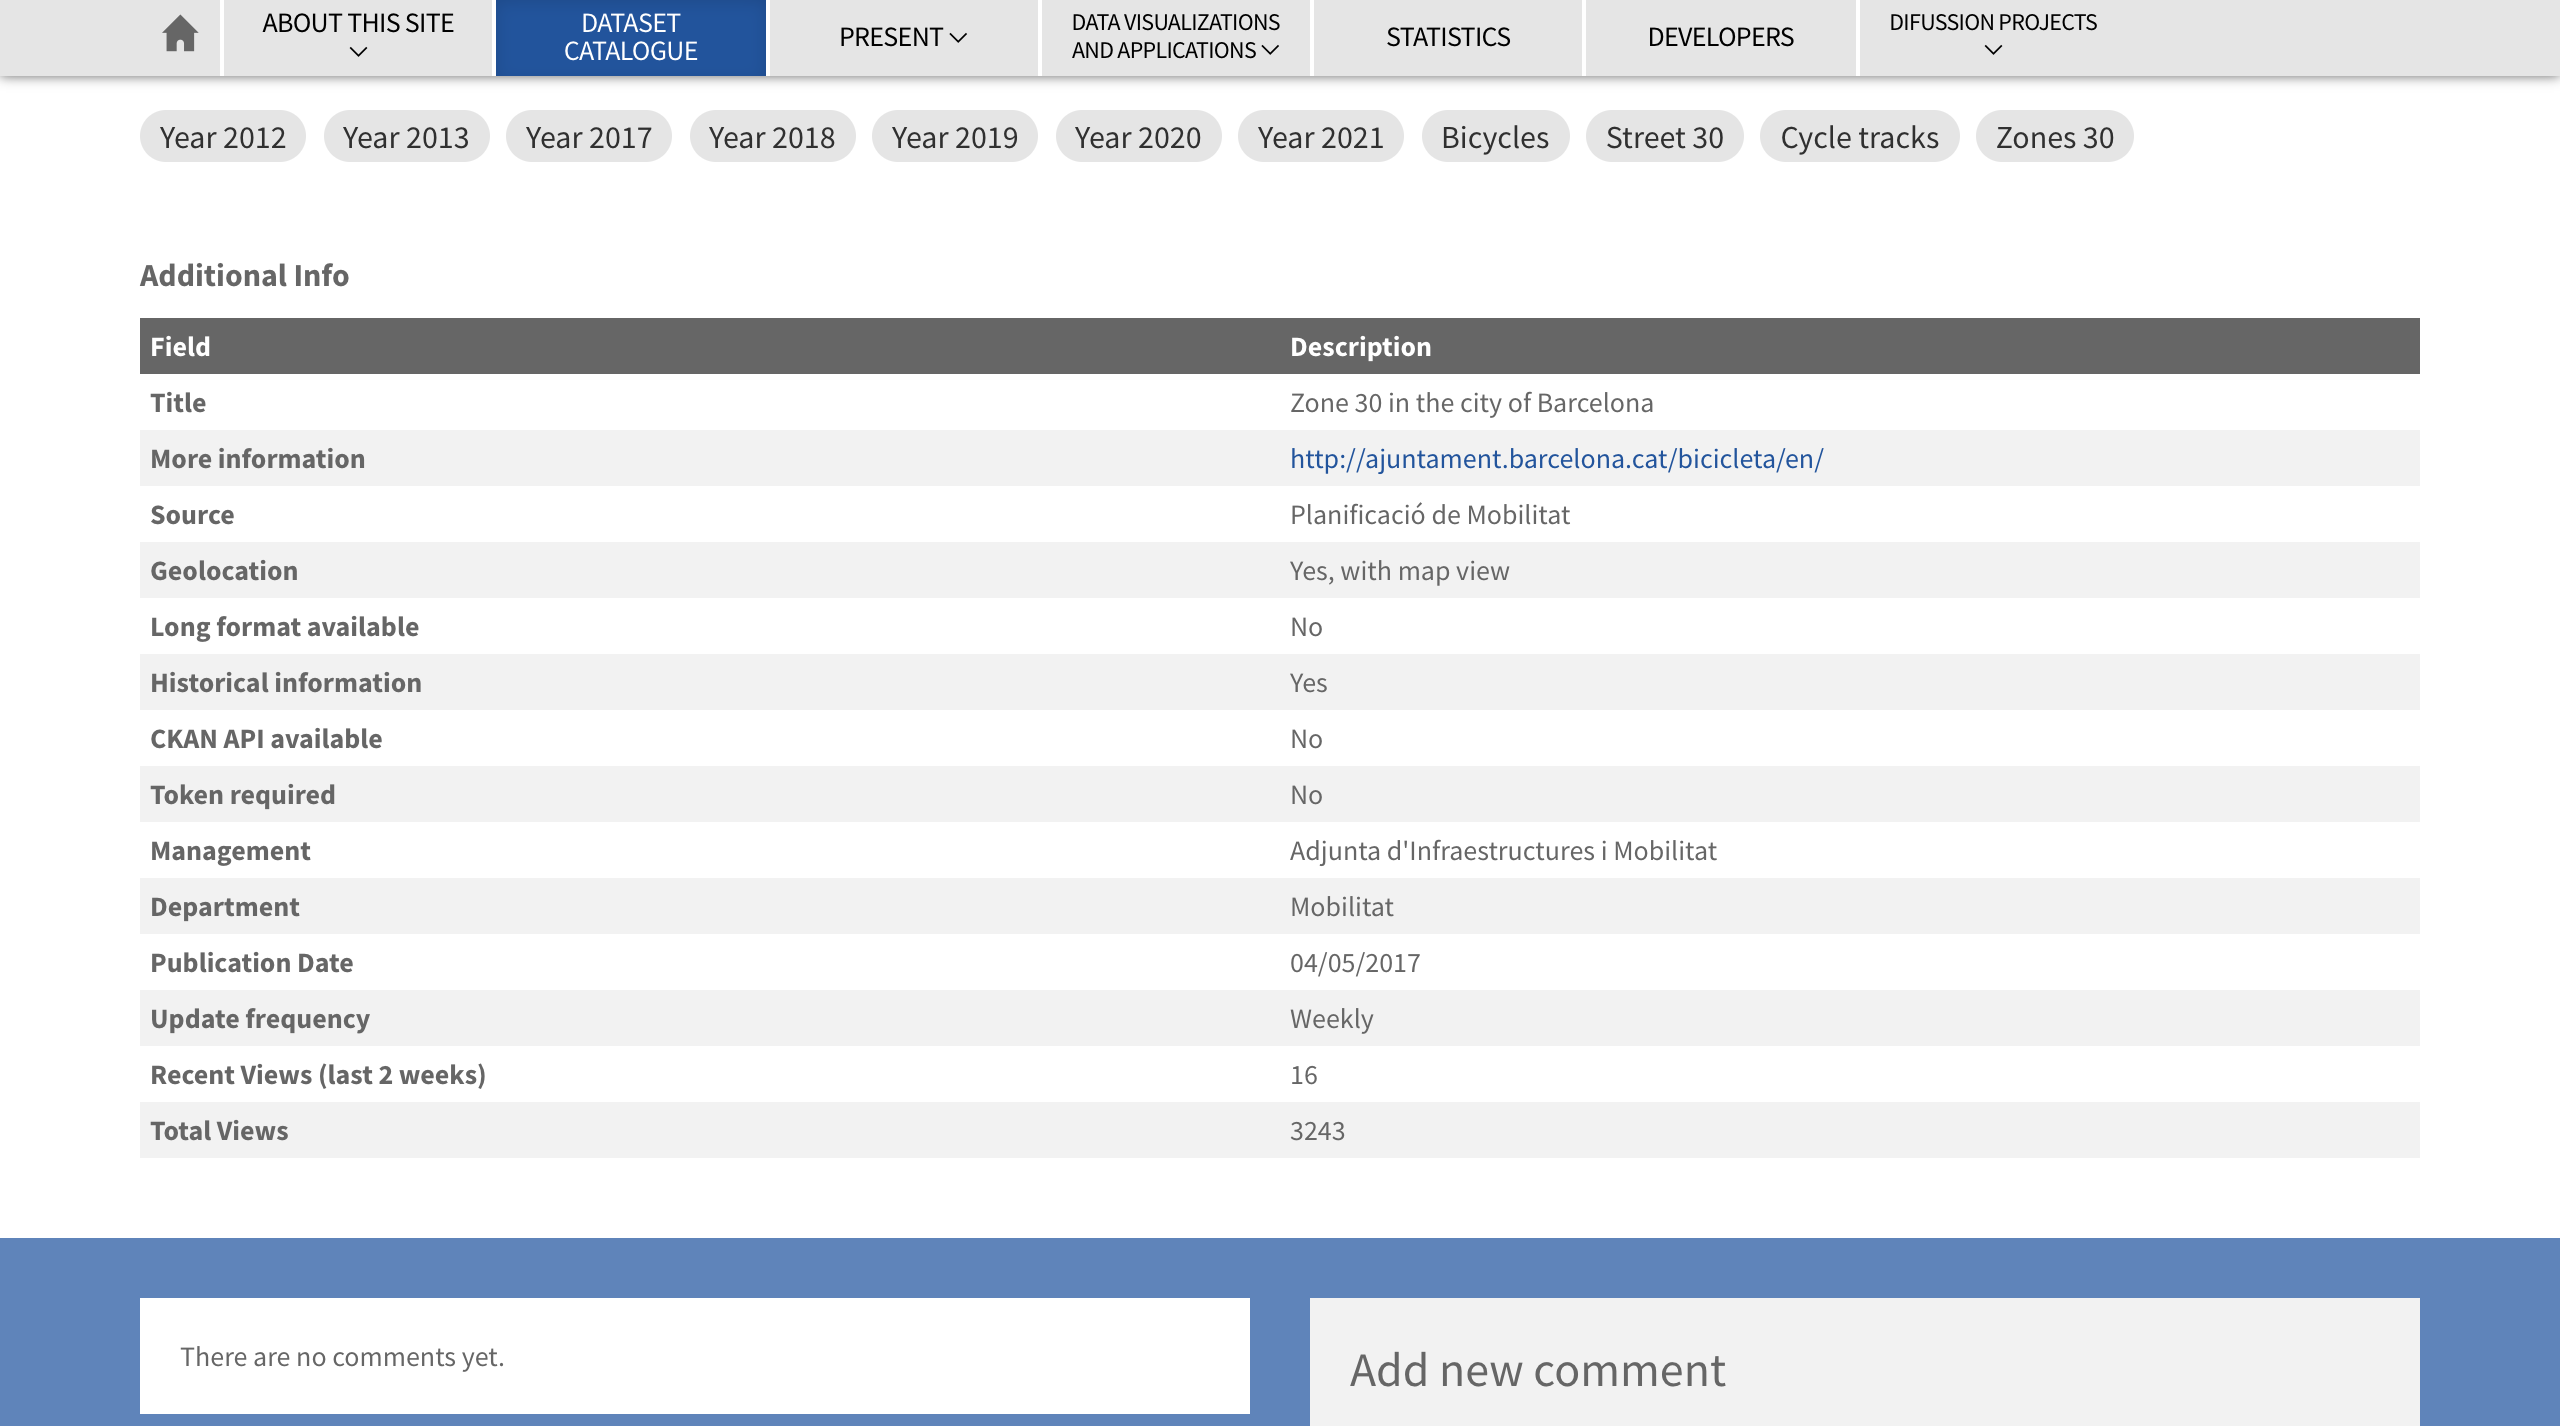 ABOUT THIS SITE
DATASET
CATALOGUE
PRESENT
DATA VISUALIZATIONS
AND APPLICATIONS
STATISTICS
DEVELOPERS
DIFUSSION PROJECTS
Year 2012 Year 2013 Year 2017 Year 2018 Year 2019 Year 2020 Year 2021 Bicycles Street 30 Cycle tracks Zones 30
Additional Info
Field Description
Title Zone 30 in the city of Barcelona
More information http://ajuntament.barcelona.cat/bicicleta/en/
Source Planificació de Mobilitat
Geolocation Yes, with map view
Long format available No
Historical information Yes
CKAN API available No
Token required No
Management Adjunta d'Infraestructures i Mobilitat
Department Mobilitat
Publication Date 04/05/2017
Update frequency Weekly
Recent Views (last 2 weeks) 16
Total Views 3243
There are no comments yet.
Add new comment